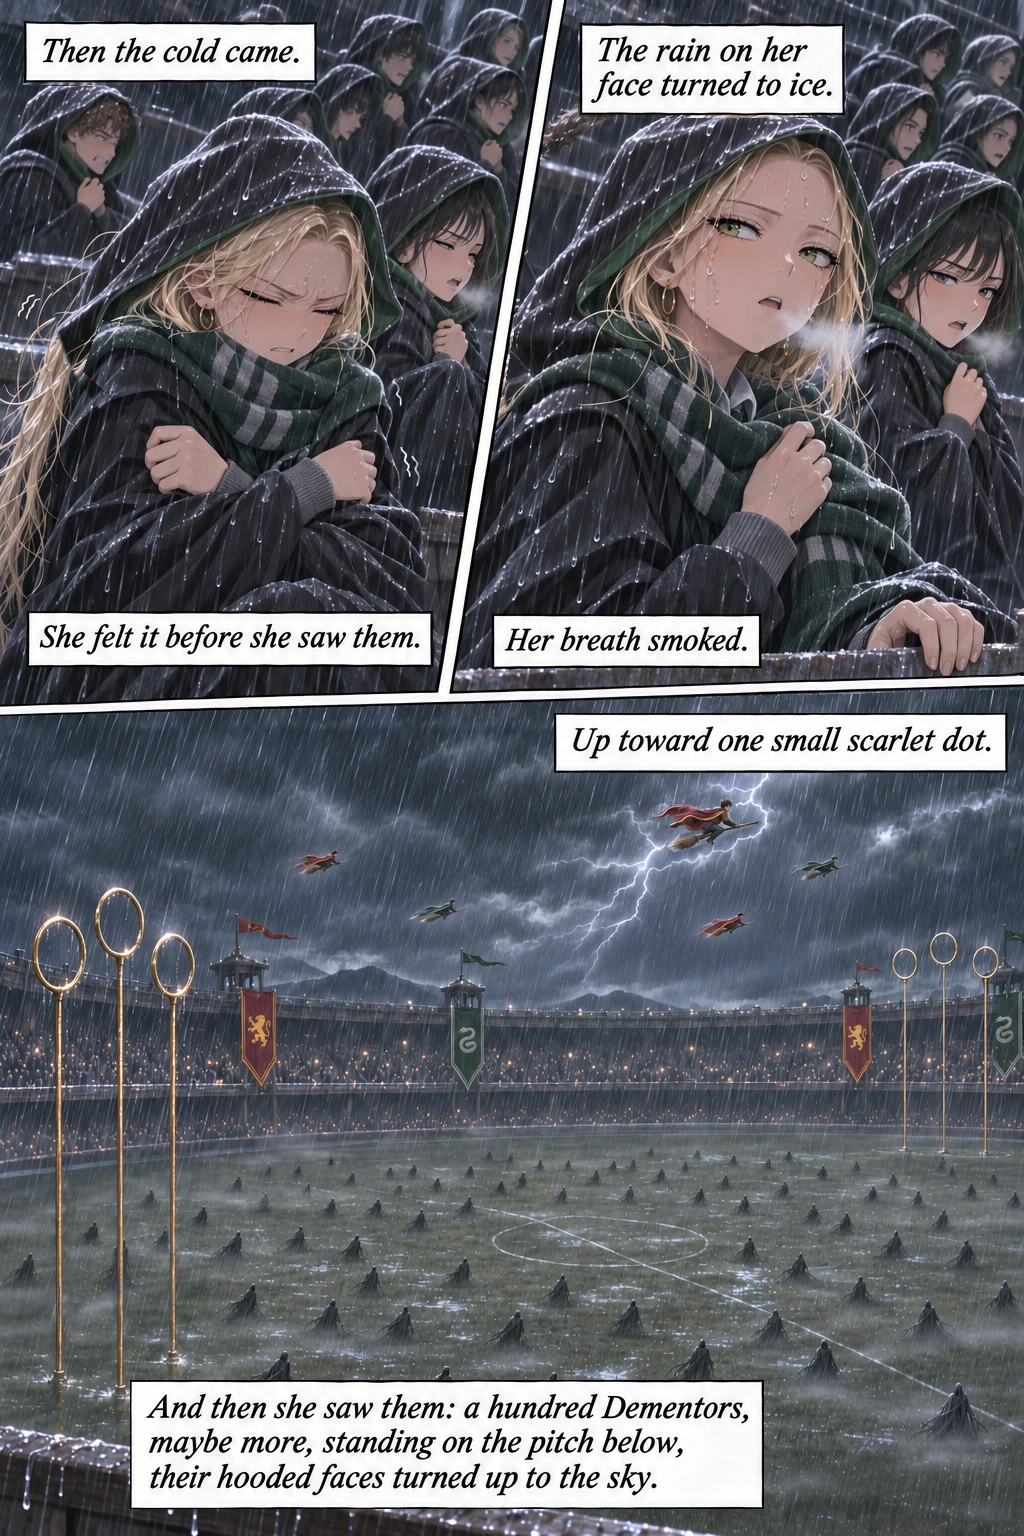 Then the cold came.
She felt it before she saw them.
The rain on her
face turned to ice.
Her breath smoked.
Up toward one small scarlet dot.
And then she saw them: a hundred Dementors,
maybe more, standing on the pitch below,
their hooded faces turned up to the sky.